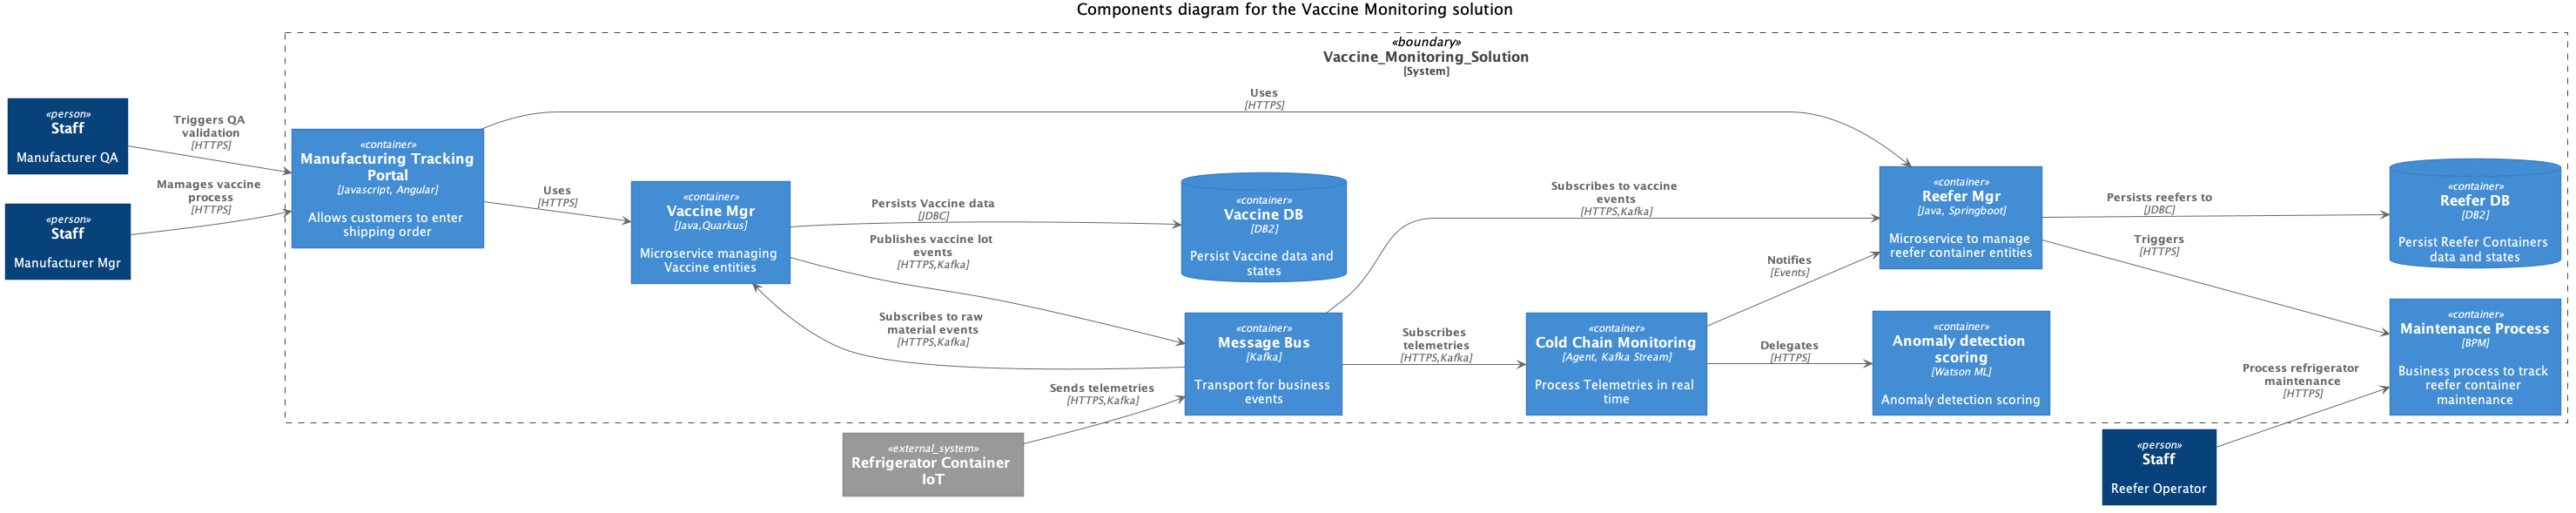 Components diagram for the Vaccine Monitoring solution
«boundary»
Vaccine_Monitoring_Solution
[System]
«person»
Staff
Manufacturer QA
Triggers QA
validation
[HTTPS]
«person»
Staff
Manufacturer Mgr
Mamages vaccine
process
[HTTPS]
«container»
Manufacturing Tracking
Portal
[Javascript, Angular]
Allows customers to enter
shipping order
Uses
[HTTPS]
Uses
[HTTPS]
«container»
Vaccine Mgr
[Java,Quarkus]
Microservice managing
Vaccine entities
Persists Vaccine data
[JDBC]
Publishes vaccine lot
events
[HTTPS,Kafka]
Subscribes to raw
material events
[HTTPS,Kafka]
Sends telemetries
[HTTPS,Kafka]
«external_system»
Refrigerator Container
IoT
«container»
Vaccine DB
[DB2]
Persist Vaccine data and
states
«container»
Message Bus
[Kafka]
Transport for business
events
Subscribes to vaccine
events
[HTTPS,Kafka]
Subscribes
telemetries
[HTTPS,Kafka]
«container»
Cold Chain Monitoring
[Agent, Kafka Stream]
Process Telemetries in real
time
Notifies
[Events]
Delegates
[HTTPS]
«container»
Reefer Mgr
[Java, Springboot]
Microservice to manage
reefer container entities
«container»
Anomaly detection
scoring
[Watson ML]
Anomaly detection scoring
Persists reefers to
[JDBC]
Triggers
[HTTPS]
Process refrigerator
maintenance
[HTTPS]
«person»
Staff
Reefer Operator
«container»
Reefer DB
[DB2]
Persist Reefer Containers
data and states
«container»
Maintenance Process
[BPM]
Business process to track
reefer container
maintenance